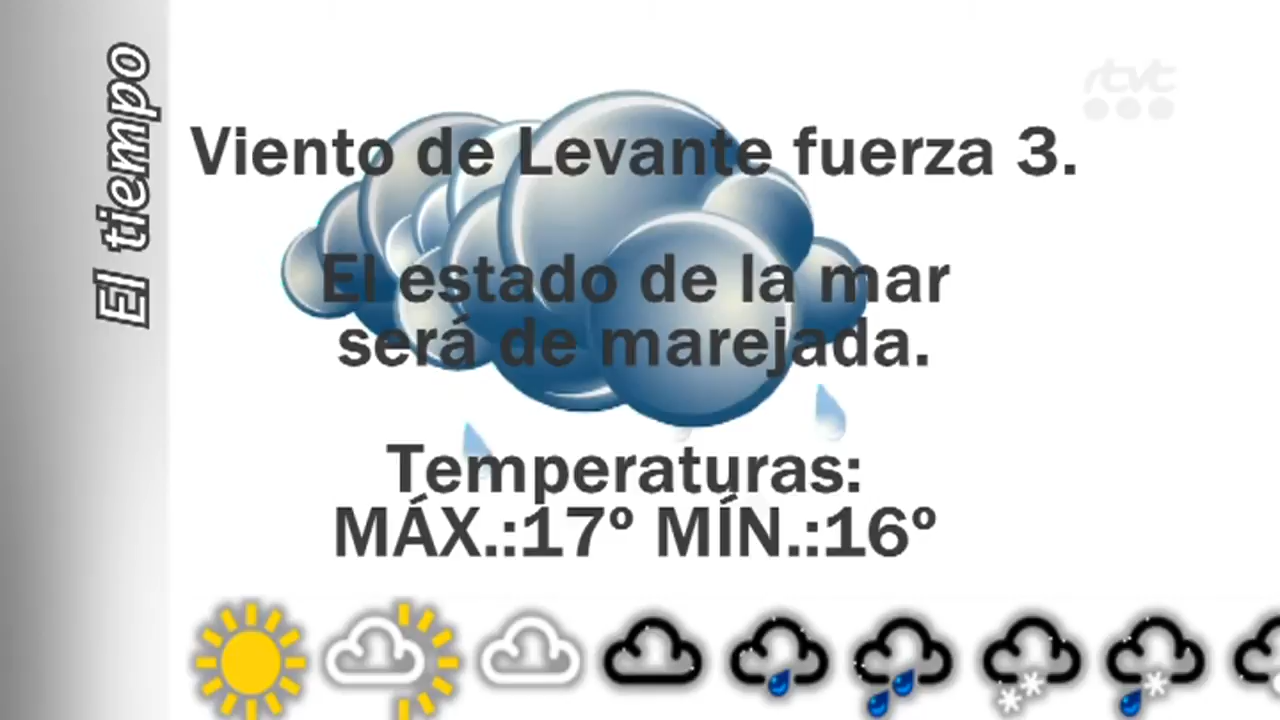 El tiempo
rtvc
Viento de Levante fuerza 3.
El estado de la mar
será de marejada.
Temperaturas:
MÁX.:17º MÍN.:16º